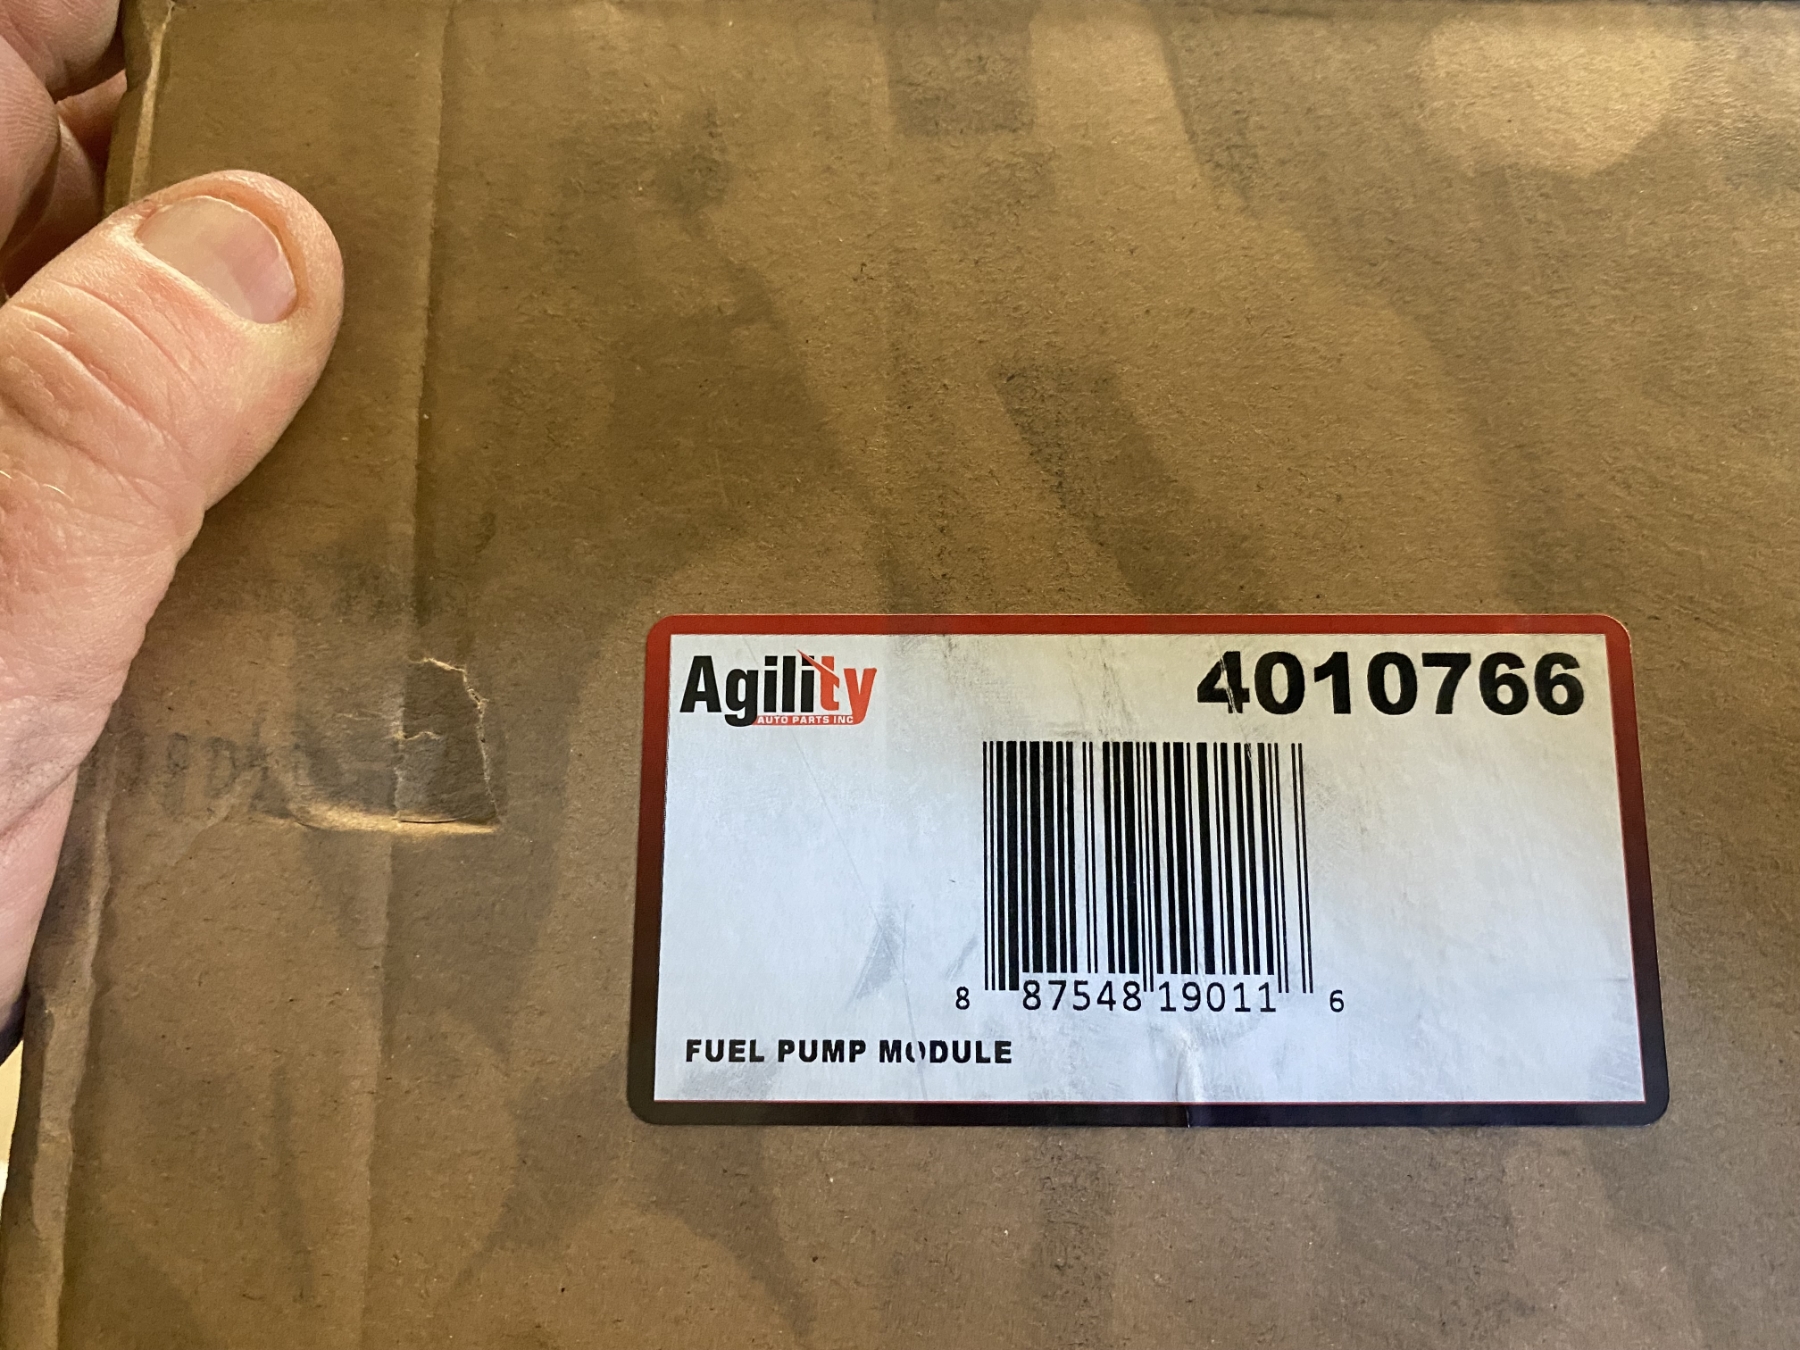 Agility
AUTO PARTS INC
4010766
8 87548 19011 6
FUEL PUMP MODULE